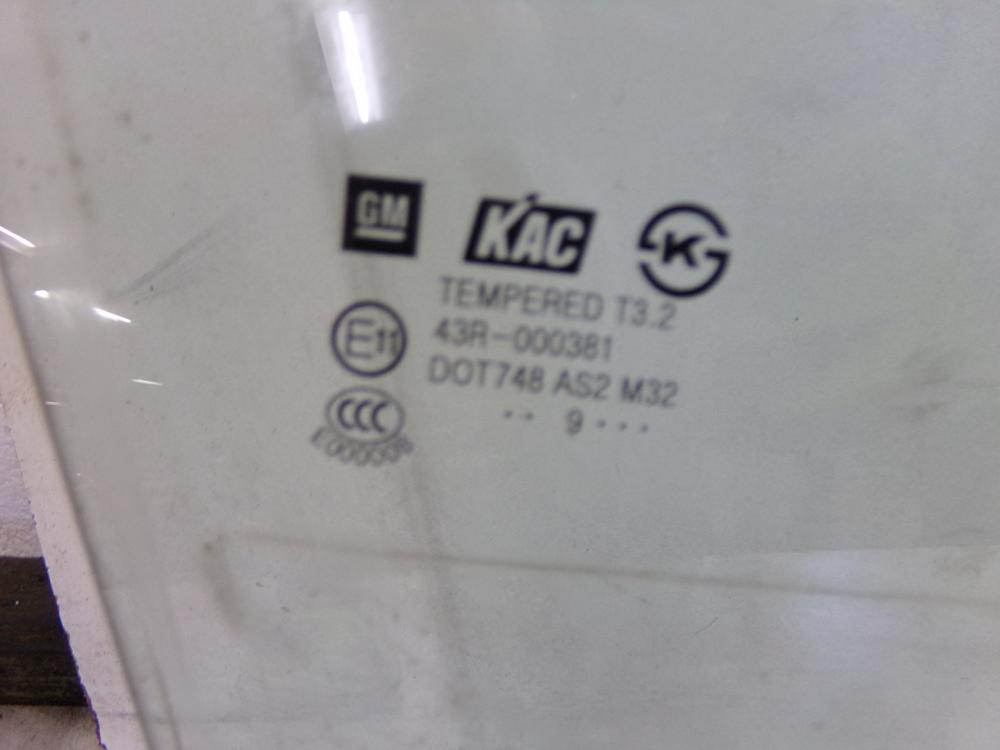 GM
KAC
K
TEMPERED T3.2
E11
43R-000381
DOT748 AS2 M32
CCC
·· 9 ···